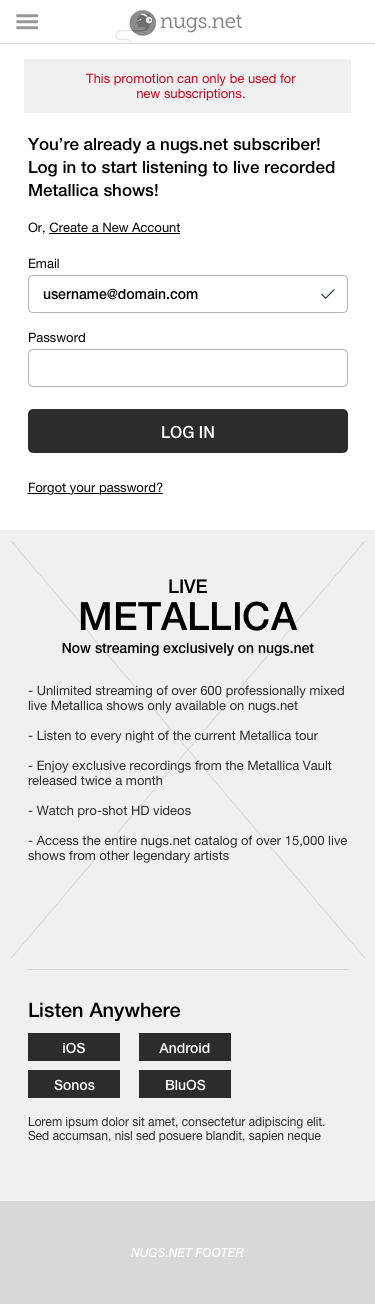 nugs.net
This promotion can only be used for
new subscriptions.
You’re already a nugs.net subscriber!
Log in to start listening to live recorded
Metallica shows!
Or, Create a New Account
Email
username@domain.com
Password
LOG IN
Forgot your password?
LIVE
METALLICA
Now streaming exclusively on nugs.net
- Unlimited streaming of over 600 professionally mixed
live Metallica shows only available on nugs.net
- Listen to every night of the current Metallica tour
- Enjoy exclusive recordings from the Metallica Vault
released twice a month
- Watch pro-shot HD videos
- Access the entire nugs.net catalog of over 15,000 live
shows from other legendary artists
Listen Anywhere
iOS
Android
Sonos
BluOS
Lorem ipsum dolor sit amet, consectetur adipiscing elit.
Sed accumsan, nisl sed posuere blandit, sapien neque
NUGS.NET FOOTER